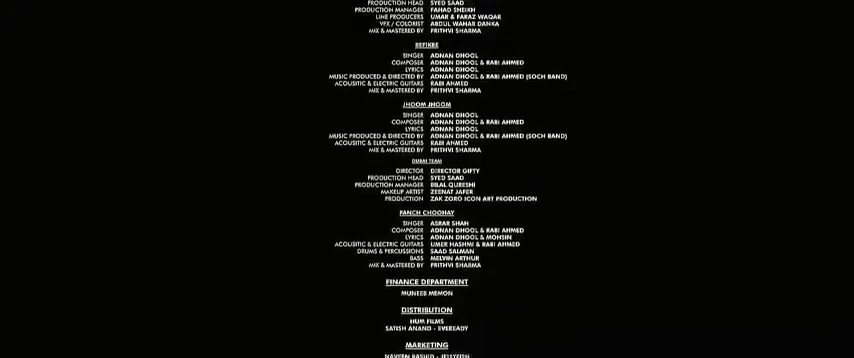 PRODUCTION HEAD SYED SAAD
PRODUCTION MANAGER FAHAD SHEIKH
LINE PRODUCERS UMAR & FARAZ WAQAR
VFX / COLORIST ABDUL WAHAB DANKA
MIX & MASTERED BY PRITHVI SHARMA
BEFIKRE
SINGER ADNAN DHOOL
COMPOSER ADNAN DHOOL & RABI AHMED
LYRICS ADNAN DHOOL
MUSIC PRODUCED & DIRECTED BY ADNAN DHOOL & RABI AHMED (SOCH BAND)
ACOUSITIC & ELECTRIC GUITARS RABI AHMED
MIX & MASTERED BY PRITHVI SHARMA
JHOOM JHOOM
SINGER ADNAN DHOOL
COMPOSER ADNAN DHOOL & RABI AHMED
LYRICS ADNAN DHOOL
MUSIC PRODUCED & DIRECTED BY ADNAN DHOOL & RABI AHMED (SOCH BAND)
ACOUSITIC & ELECTRIC GUITARS RABI AHMED
MIX & MASTERED BY PRITHVI SHARMA
DUBAI TEAM
DIRECTOR DIRECTOR GIFTY
PRODUCTION HEAD SYED SAAD
PRODUCTION MANAGER BILAL QURESHI
MAKEUP ARTIST ZEENAT JAFER
PRODUCTION ZAK ZORO ICON ART PRODUCTION
PANCH CHOOHAY
SINGER ASRAR SHAH
COMPOSER ADNAN DHOOL & RABI AHMED
LYRICS ADNAN DHOOL & MOHSIN
ACOUSITIC & ELECTRIC GUITARS UMER HASHMI & RABI AHMED
DRUMS & PERCUSSIONS SAAD SALMAN
BASS MELVIN ARTHUR
MIX & MASTERED BY PRITHVI SHARMA
FINANCE DEPARTMENT
MUNEEB MEMON
DISTRIBUTION
HUM FILMS
SATISH ANAND - EVEREADY
MARKETING